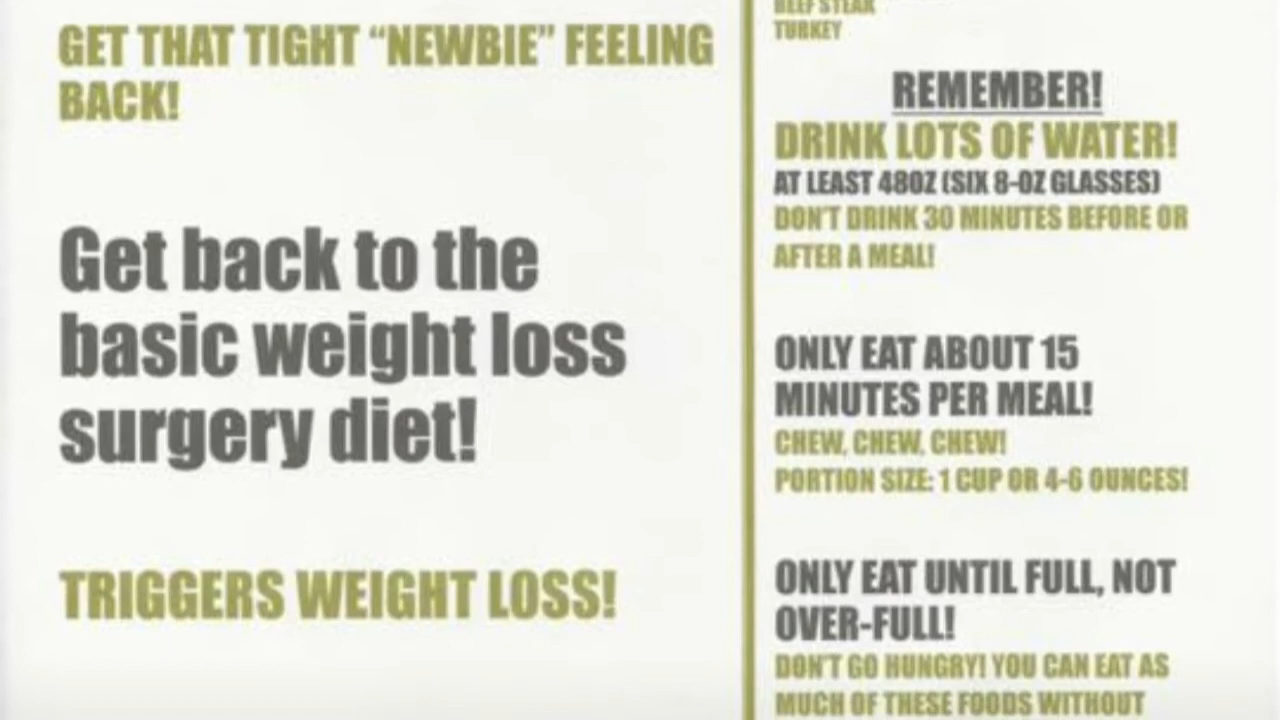 GET THAT TIGHT “NEWBIE” FEELING
BACK!
Get back to the
basic weight loss
surgery diet!
TRIGGERS WEIGHT LOSS!
BEEF STEAK
TURKEY
REMEMBER!
DRINK LOTS OF WATER!
AT LEAST 48OZ (SIX 8-OZ GLASSES)
DON'T DRINK 30 MINUTES BEFORE OR
AFTER A MEAL!
ONLY EAT ABOUT 15
MINUTES PER MEAL!
CHEW, CHEW, CHEW!
PORTION SIZE: 1 CUP OR 4-6 OUNCES!
ONLY EAT UNTIL FULL, NOT
OVER-FULL!
DON'T GO HUNGRY! YOU CAN EAT AS
MUCH OF THESE FOODS WITHOUT